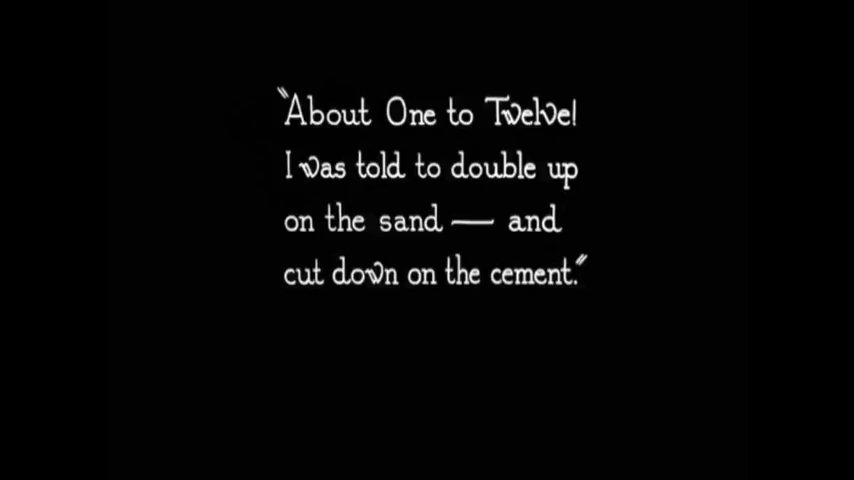 "About One to Twelve!
I was told to double up
on the sand — and
cut down on the cement."